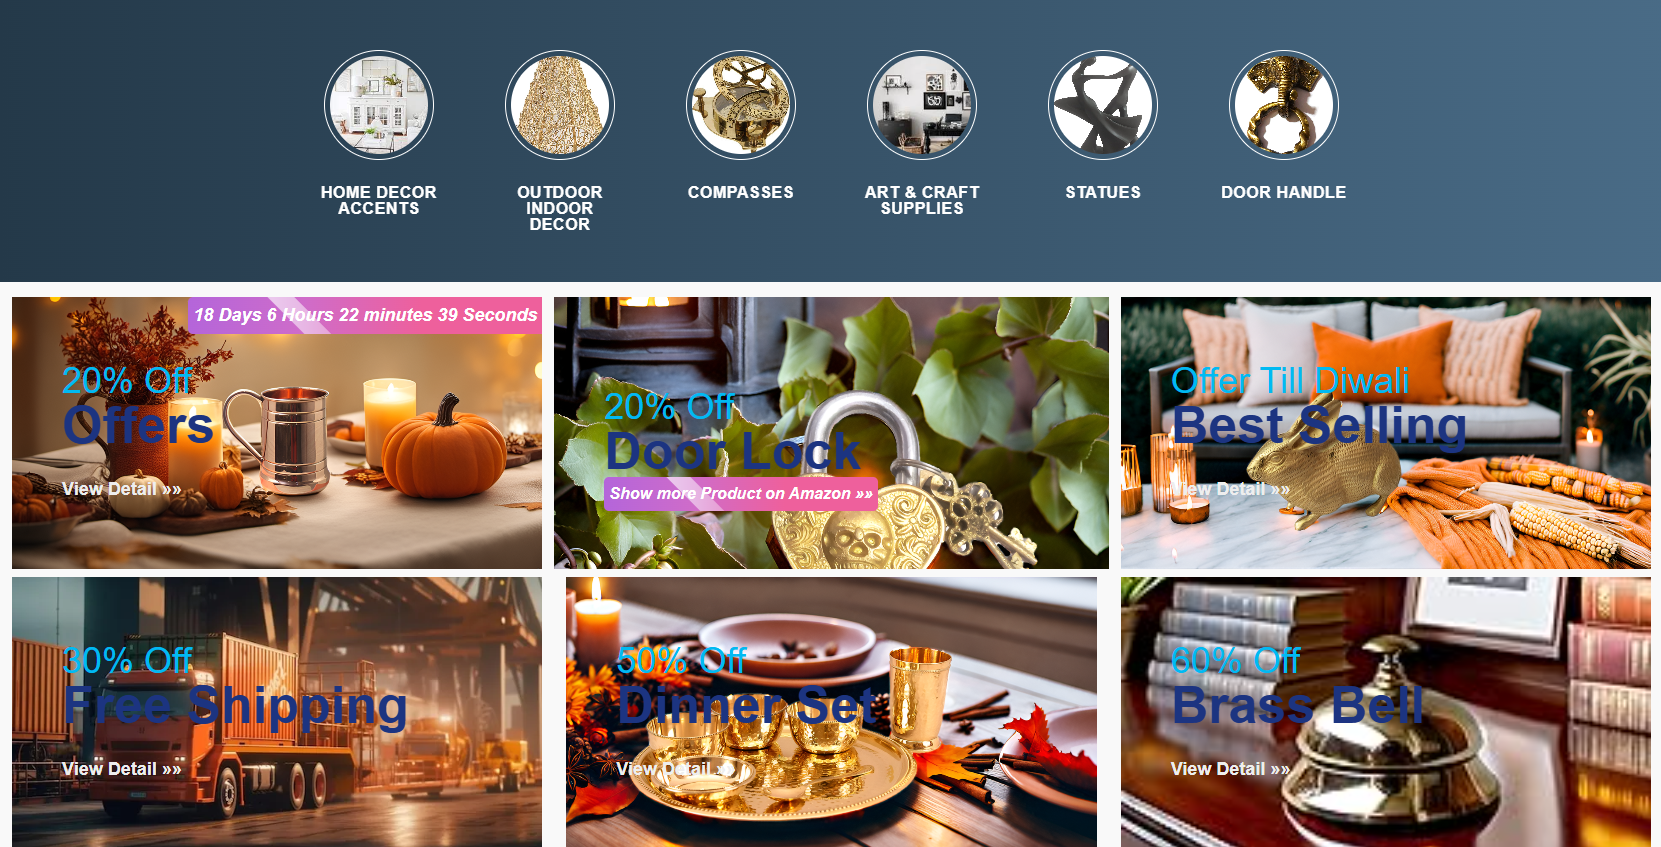 HOME DECOR
ACCENTS
OUTDOOR
INDOOR
DECOR
COMPASSES
ART & CRAFT
SUPPLIES
STATUES
DOOR HANDLE
18 Days 6 Hours 22 minutes 39 Seconds
20% Off
Offers
View Detail »»
20% Off
Door Lock
Show more Product on Amazon »»
Offer Till Diwali
Best Selling
View Detail »»
30% Off
Free Shipping
View Detail »»
50% Off
Dinner Set
View Detail »»
60% Off
Brass Bell
View Detail »»